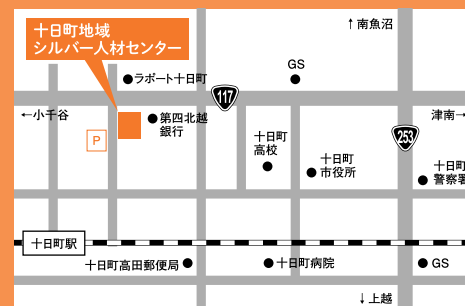 十日町地域
シルバー人材センター
↑南魚沼
GS
ラポート十日町
117
←小千谷
第四北越
銀行
P
津南→
253
十日町
高校
十日町
市役所
十日町
警察署
十日町駅
十日町高田郵便局
十日町病院
GS
↓上越